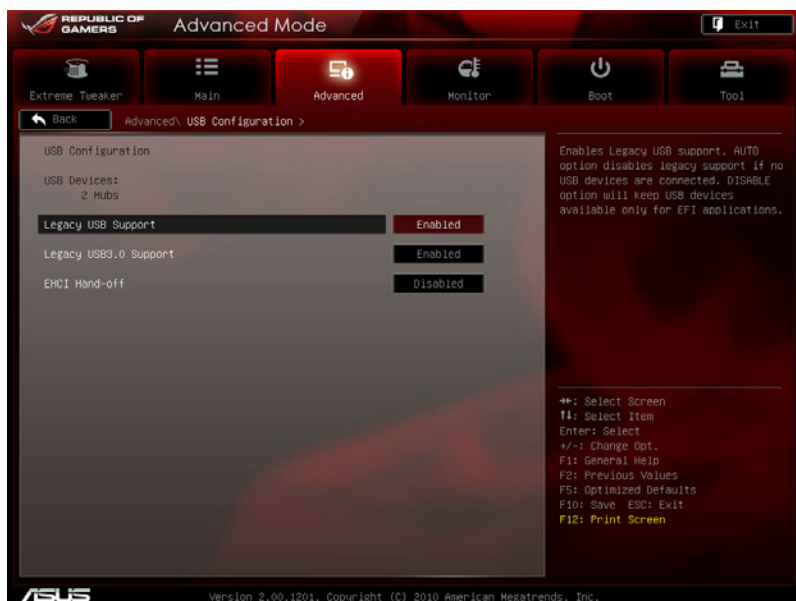 REPUBLIC OF GAMERS
Advanced Mode
Exit
Extreme Tweaker
Main
Advanced
Monitor
Boot
Tool
Back
Advanced\ USB Configuration >
USB Configuration
USB Devices:
2 Hubs
Legacy USB Support
Enabled
Legacy USB3.0 Support
Enabled
EHCI Hand-off
Disabled
Enables Legacy USB support. AUTO
option disables legacy support if no
USB devices are connected. DISABLE
option will keep USB devices
available only for EFI applications.
→←: Select Screen
↑↓: Select Item
Enter: Select
+/-: Change Opt.
F1: General Help
F2: Previous Values
F5: Optimized Defaults
F10: Save ESC: Exit
F12: Print Screen
ASUS
Version 2.00.1201. Copyright (C) 2010 American Megatrends, Inc.